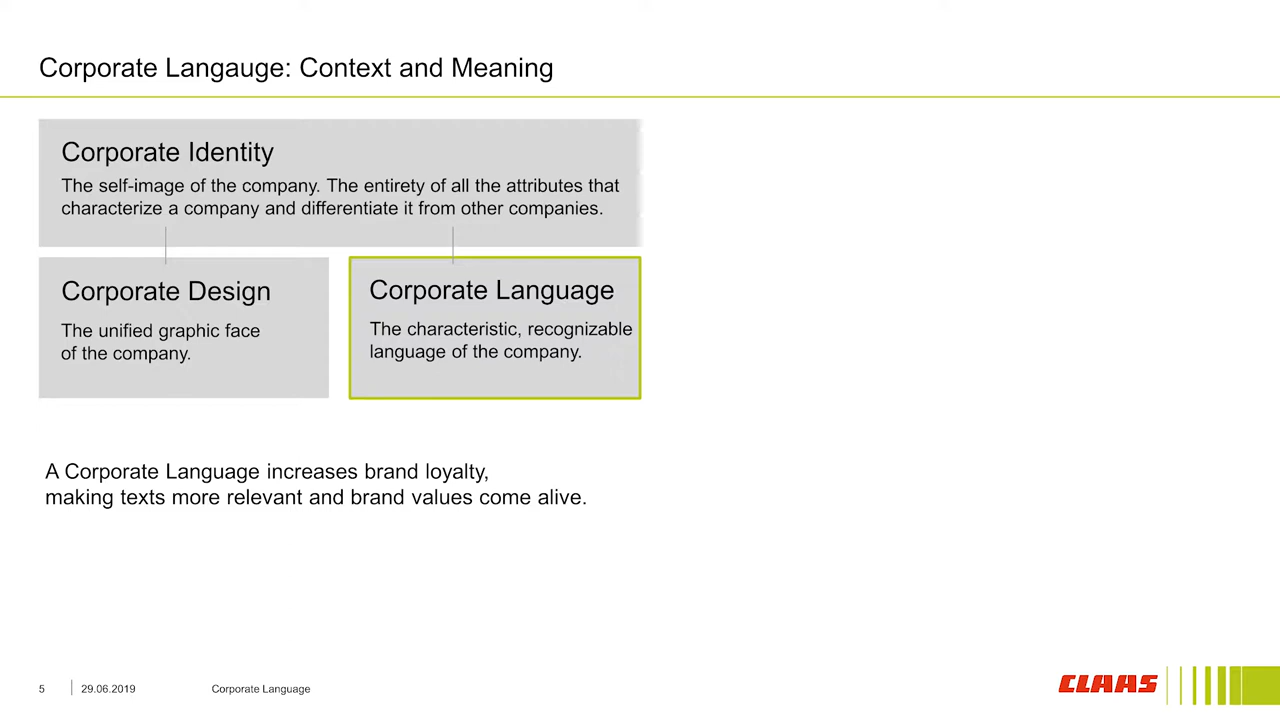 Corporate Langauge: Context and Meaning
Corporate Identity
The self-image of the company. The entirety of all the attributes that
characterize a company and differentiate it from other companies.
Corporate Design
The unified graphic face
of the company.
Corporate Language
The characteristic, recognizable
language of the company.
A Corporate Language increases brand loyalty,
making texts more relevant and brand values come alive.
5 29.06.2019 Corporate Language
CLAAS